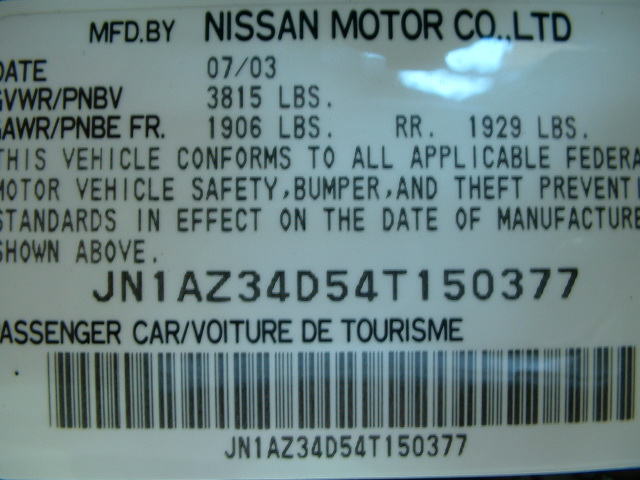 MFD.BY NISSAN MOTOR CO.,LTD
DATE 07/03
GVWR/PNBV 3815 LBS.
GAWR/PNBE FR. 1906 LBS. RR. 1929 LBS.
THIS VEHICLE CONFORMS TO ALL APPLICABLE FEDERA
MOTOR VEHICLE SAFETY,BUMPER,AND THEFT PREVENTI
STANDARDS IN EFFECT ON THE DATE OF MANUFACTURE
SHOWN ABOVE.
JN1AZ34D54T150377
PASSENGER CAR/VOITURE DE TOURISME
JN1AZ34D54T150377